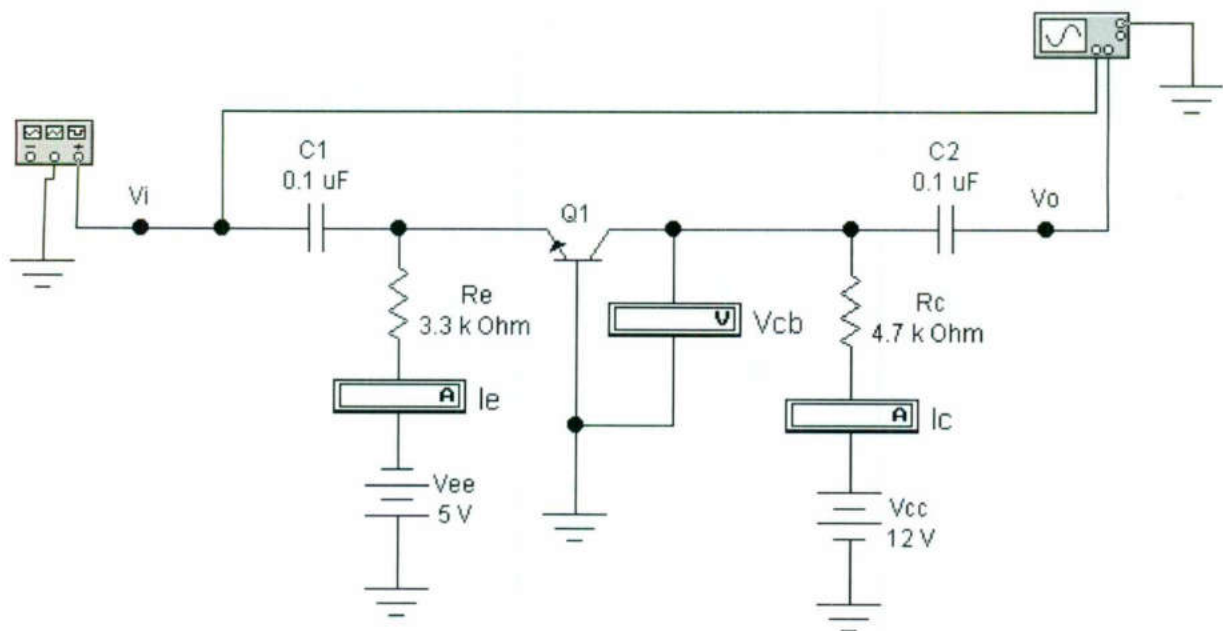 C1
0.1 uF
C2
0.1 uF
Vi
Q1
Vo
Re
3.3 k Ohm
V
Vcb
Rc
4.7 k Ohm
A
Ie
A
Ic
Vee
5 V
Vcc
12 V